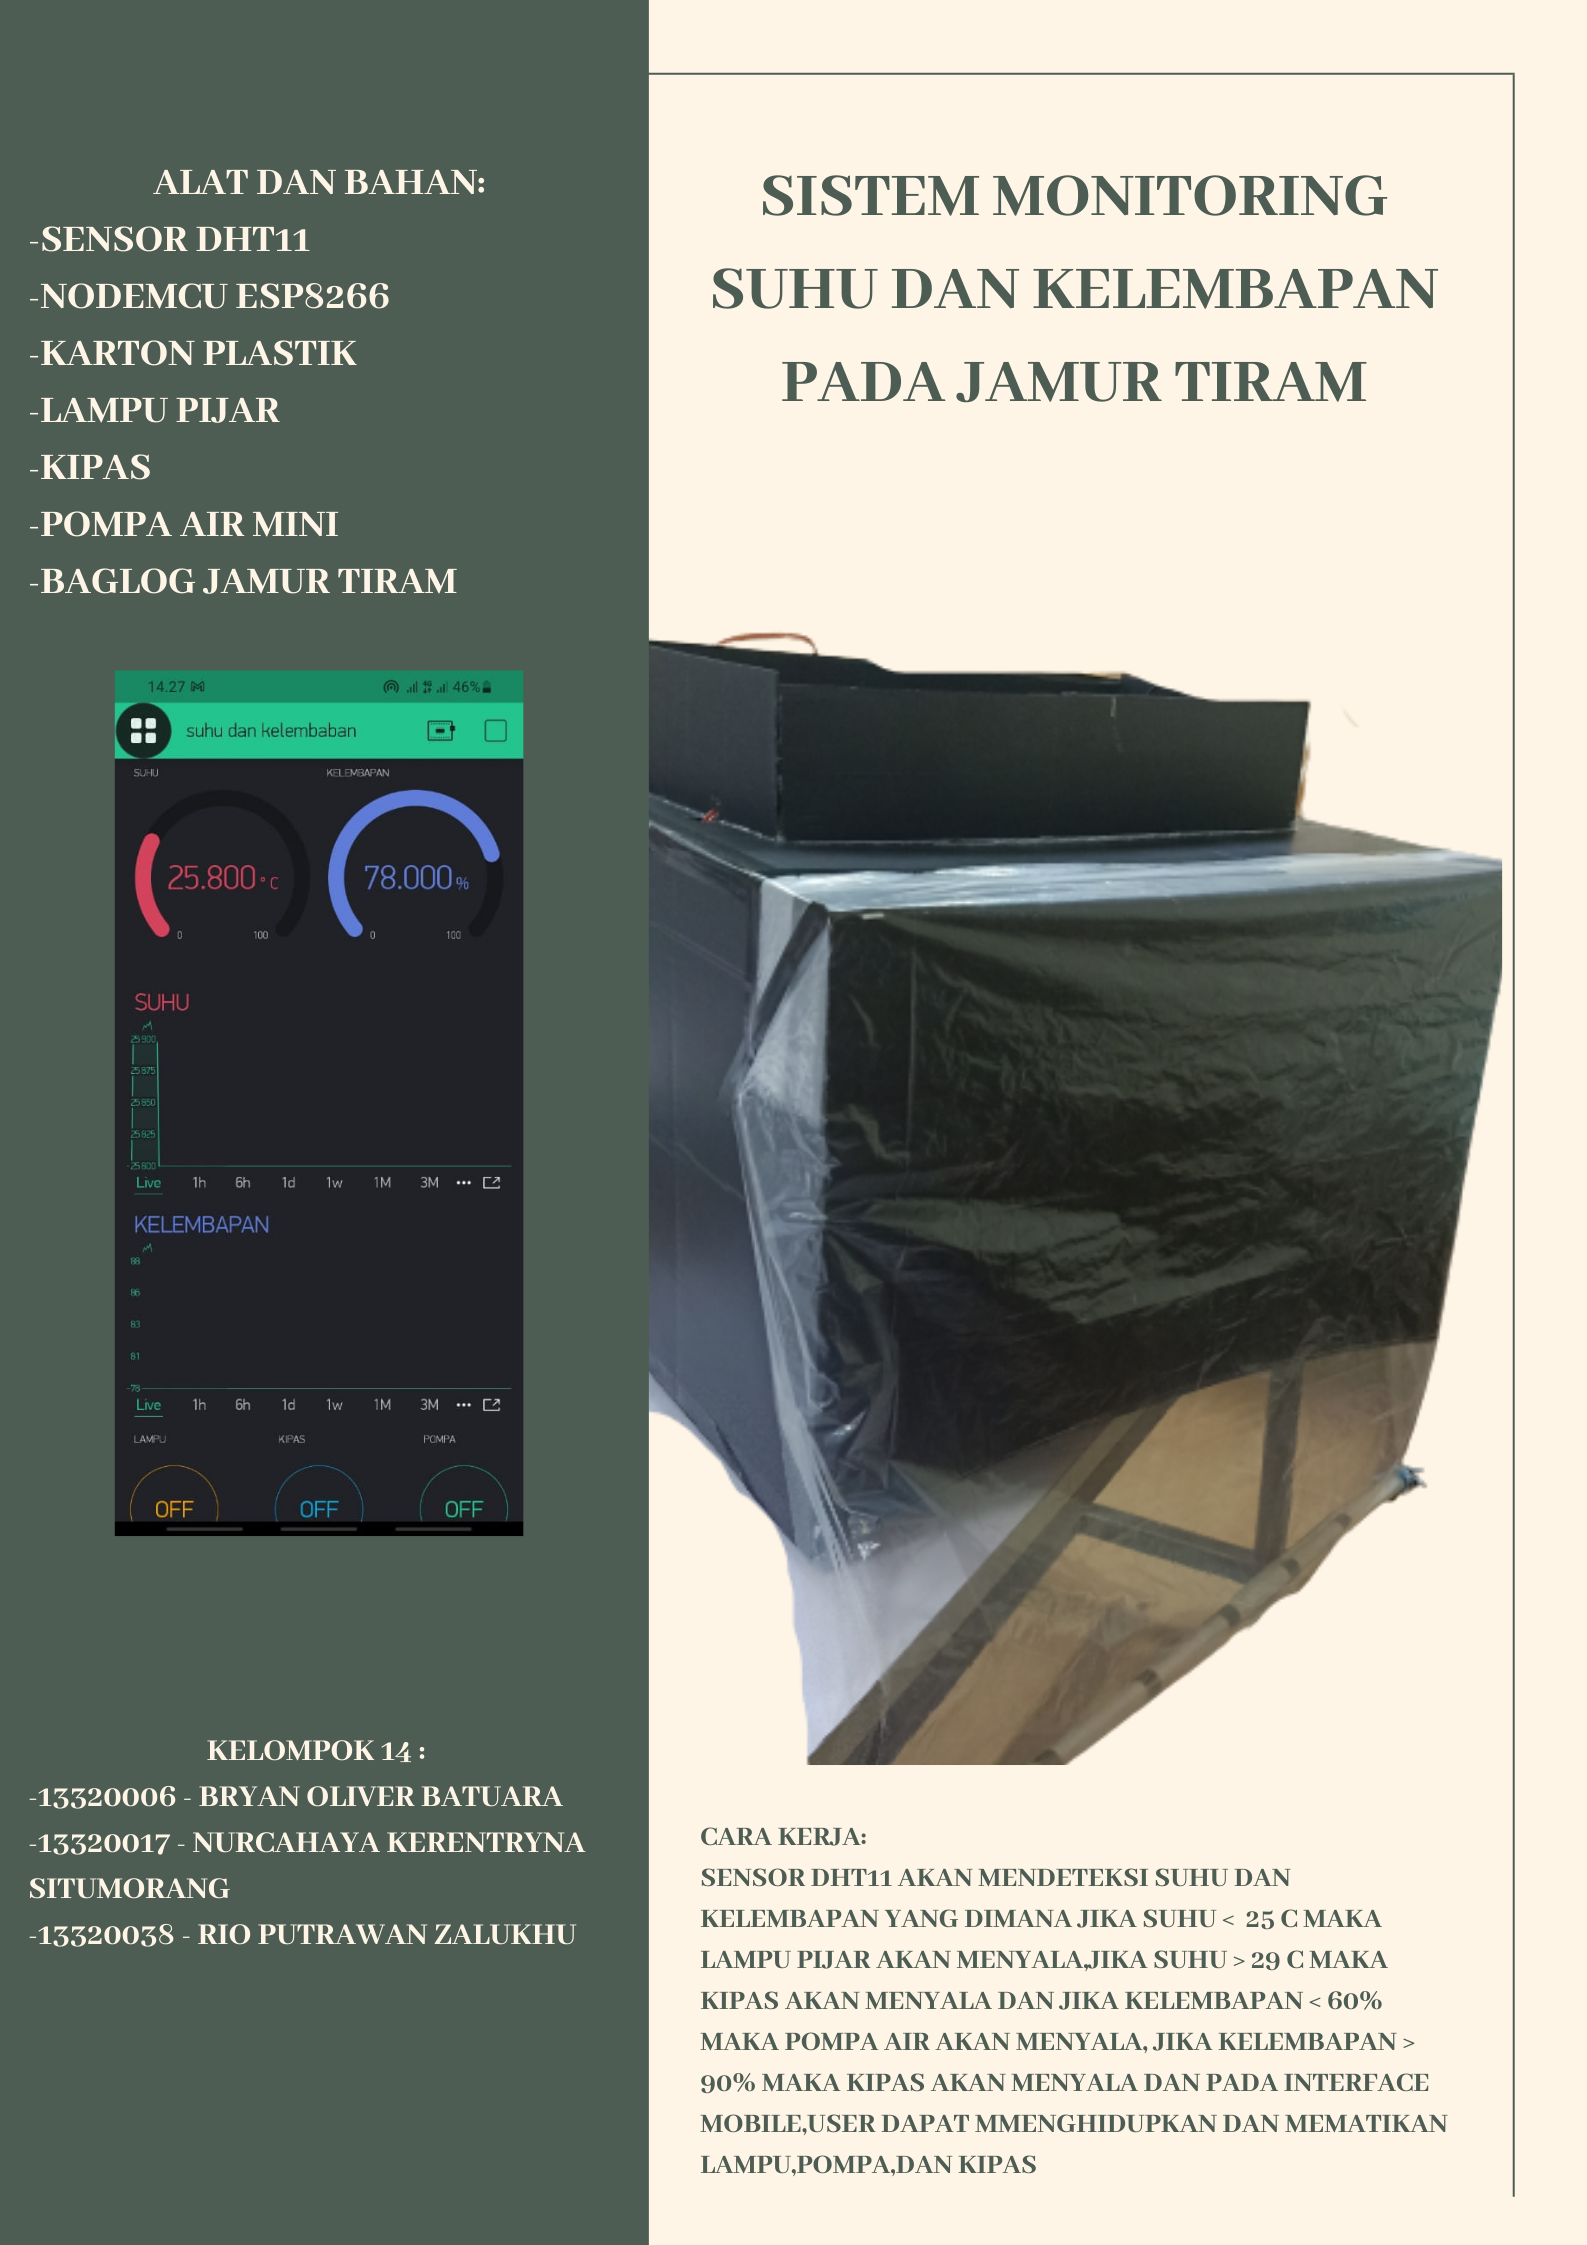 ALAT DAN BAHAN:
-SENSOR DHT11
-NODEMCU ESP8266
-KARTON PLASTIK
-LAMPU PIJAR
-KIPAS
-POMPA AIR MINI
-BAGLOG JAMUR TIRAM
14.27
4G 46%
suhu dan kelembaban
SUHU KELEMBAPAN
25.800 °C 78.000 %
0 100 0 100
SUHU
25.900
25.875
25.850
25.825
25.800
Live 1h 6h 1d 1w 1M 3M •••
KELEMBAPAN
88
86
83
81
78
Live 1h 6h 1d 1w 1M 3M •••
LAMPU KIPAS POMPA
OFF OFF OFF
KELOMPOK 14 :
-13320006 - BRYAN OLIVER BATUARA
-13320017 - NURCAHAYA KERENTRYNA
SITUMORANG
-13320038 - RIO PUTRAWAN ZALUKHU
SISTEM MONITORING
SUHU DAN KELEMBAPAN
PADA JAMUR TIRAM
CARA KERJA:
SENSOR DHT11 AKAN MENDETEKSI SUHU DAN
KELEMBAPAN YANG DIMANA JIKA SUHU <  25 C MAKA
LAMPU PIJAR AKAN MENYALA,JIKA SUHU > 29 C MAKA
KIPAS AKAN MENYALA DAN JIKA KELEMBAPAN < 60%
MAKA POMPA AIR AKAN MENYALA, JIKA KELEMBAPAN >
90% MAKA KIPAS AKAN MENYALA DAN PADA INTERFACE
MOBILE,USER DAPAT MMENGHIDUPKAN DAN MEMATIKAN
LAMPU,POMPA,DAN KIPAS